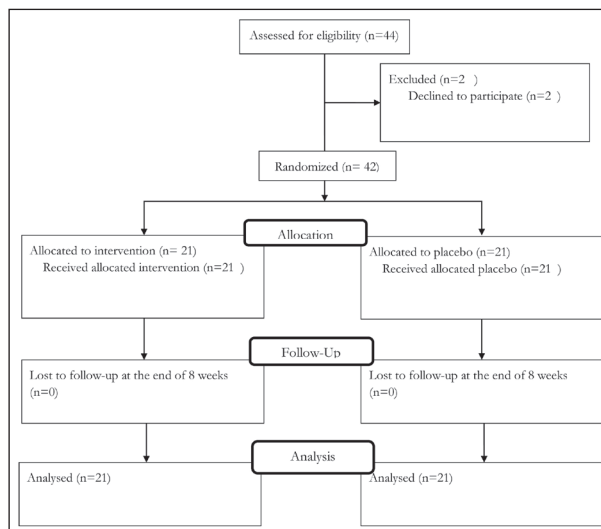 Assessed for eligibility (n=44)
Excluded (n=2 )
Declined to participate (n=2 )
Randomized (n= 42)
Allocation
Allocated to intervention (n= 21)
Received allocated intervention (n=21 )
Allocated to placebo (n=21)
Received allocated placebo (n=21 )
Follow-Up
Lost to follow-up at the end of 8 weeks
(n=0)
Lost to follow-up at the end of 8 weeks
(n=0)
Analysis
Analysed (n=21)
Analysed (n=21)